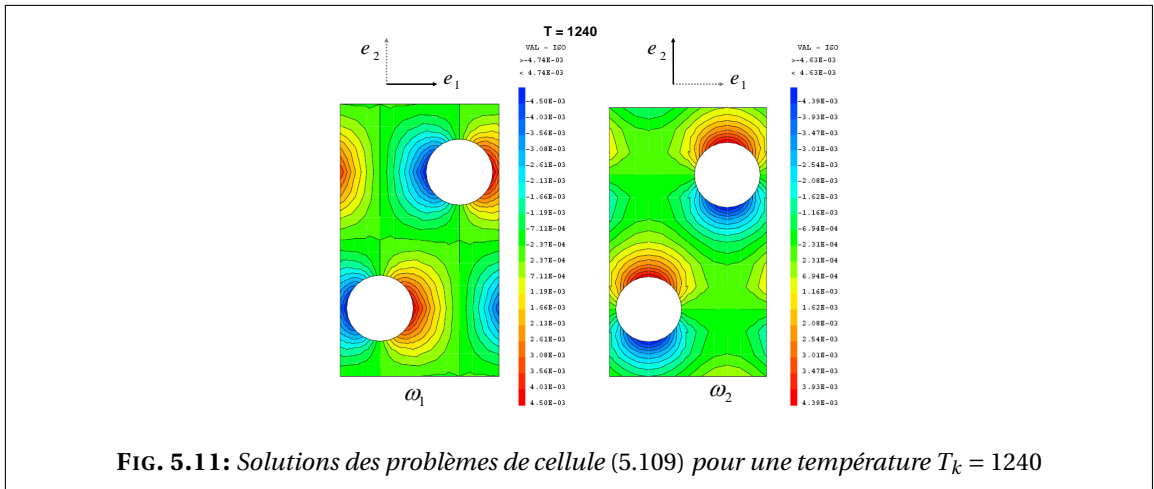 T = 1240
e2
e1
VAL - ISO
>-4.74E-03
< 4.74E-03
-4.50E-03
-4.03E-03
-3.56E-03
-3.08E-03
-2.61E-03
-2.13E-03
-1.66E-03
-1.19E-03
-7.11E-04
-2.37E-04
2.37E-04
7.11E-04
1.19E-03
1.66E-03
2.13E-03
2.61E-03
3.08E-03
3.56E-03
4.03E-03
4.50E-03
ω1
e2
e1
VAL - ISO
>-4.63E-03
< 4.63E-03
-4.39E-03
-3.93E-03
-3.47E-03
-3.01E-03
-2.54E-03
-2.08E-03
-1.62E-03
-1.16E-03
-6.94E-04
-2.31E-04
2.31E-04
6.94E-04
1.16E-03
1.62E-03
2.08E-03
2.54E-03
3.01E-03
3.47E-03
3.93E-03
4.39E-03
ω2
FIG. 5.11: Solutions des problèmes de cellule (5.109) pour une température Tk = 1240